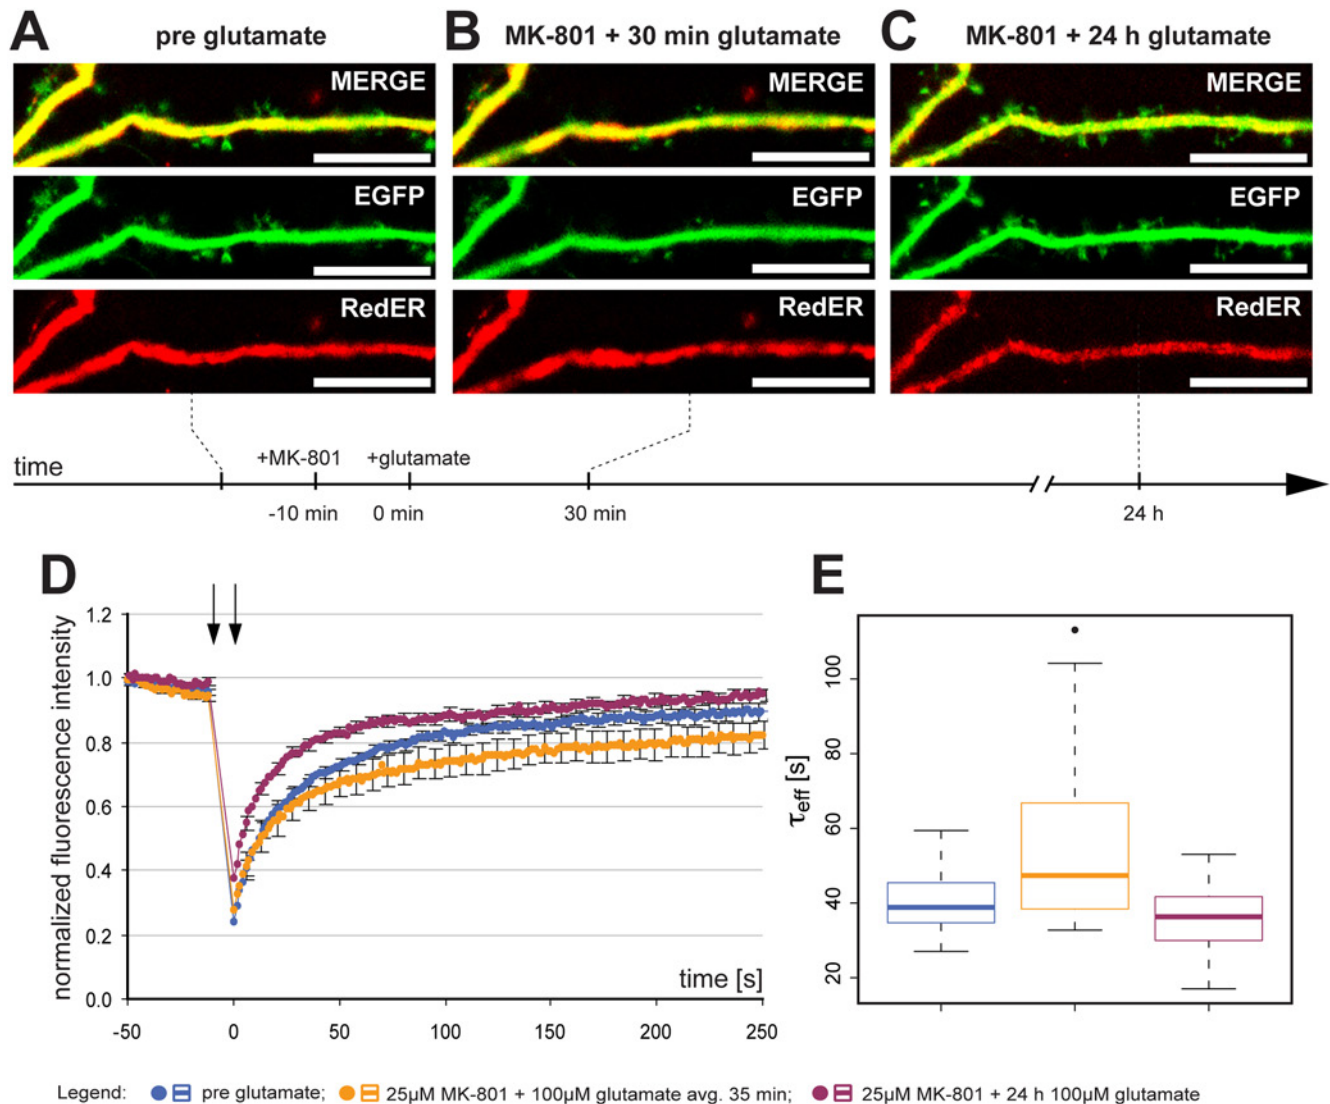 A pre glutamate B MK-801 + 30 min glutamate C MK-801 + 24 h glutamate
MERGE MERGE MERGE
EGFP EGFP EGFP
RedER RedER RedER
+MK-801 +glutamate
time
-10 min 0 min 30 min 24 h
D E
normalized fluorescence intensity
1.2
1.0
0.8
0.6
0.4
0.2
0.0
time [s]
-50 0 50 100 150 200 250
τeff [s]
100
80
60
40
20
Legend: pre glutamate; 25µM MK-801 + 100µM glutamate avg. 35 min; 25µM MK-801 + 24 h 100µM glutamate